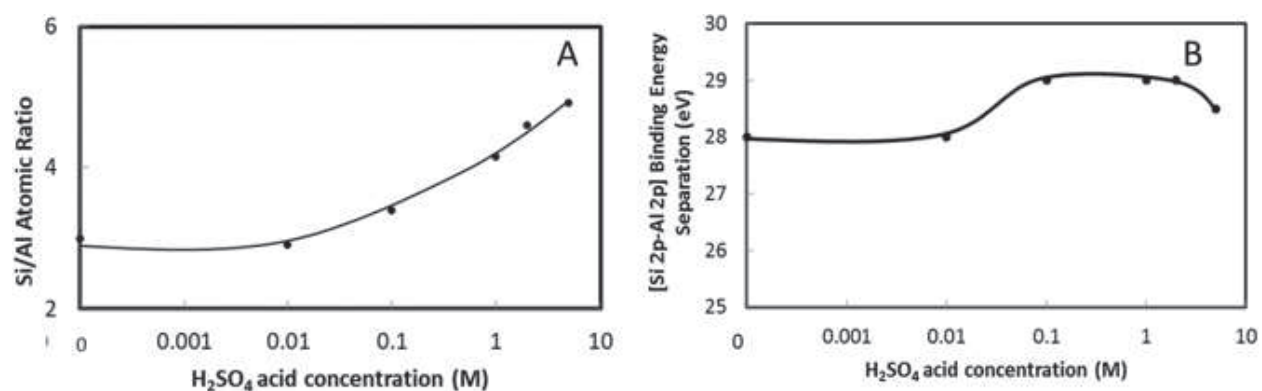 6
4
2
A
Si/Al Atomic Ratio
0 0.001 0.01 0.1 1 10
H₂SO₄ acid concentration (M)
30
29
28
27
26
25
B
[Si 2p-Al 2p] Binding Energy
Separation (eV)
0 0.001 0.01 0.1 1 10
H₂SO₄ acid concentration (M)